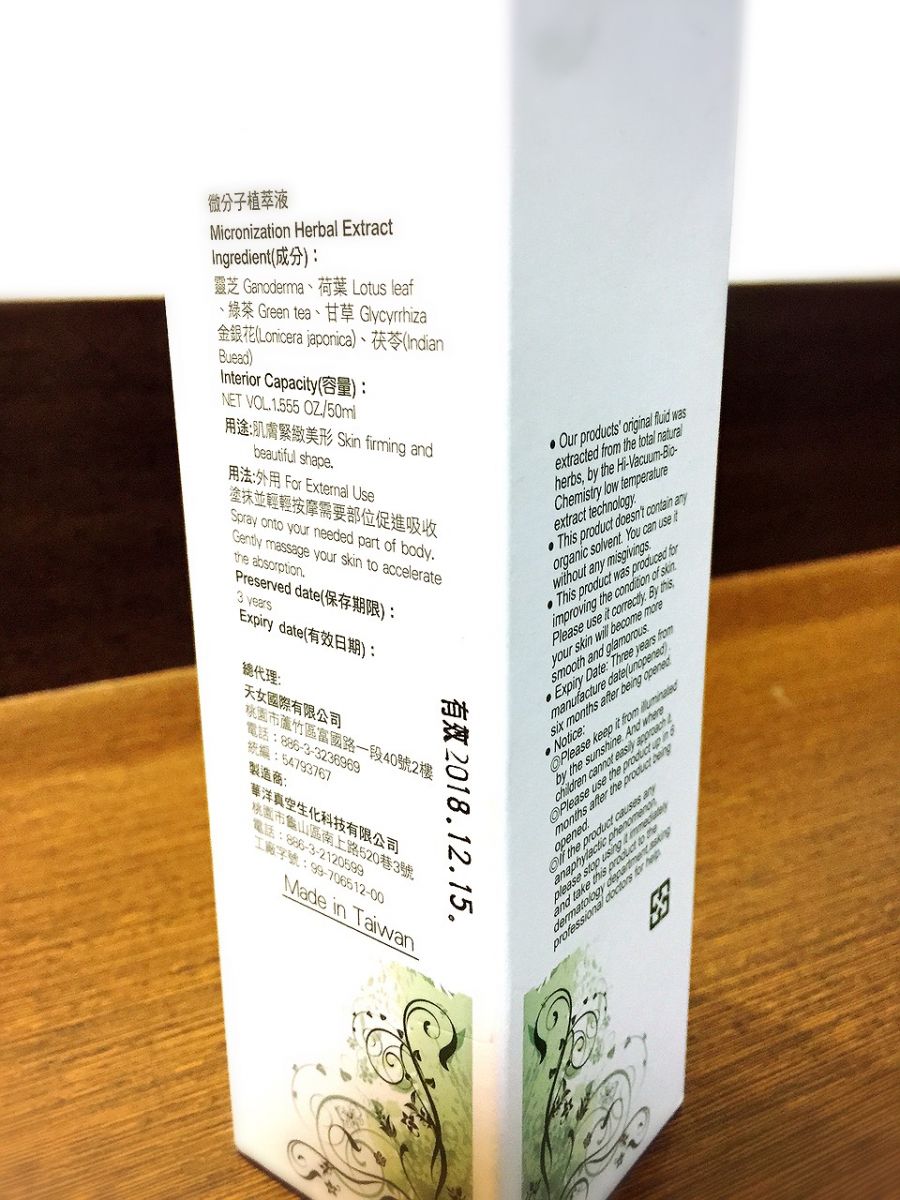 微分子植萃液
Micronization Herbal Extract
Ingredient(成分)：
靈芝 Ganoderma、荷葉 Lotus leaf
、綠茶 Green tea、甘草 Glycyrrhiza
金銀花(Lonicera japonica)、茯苓(Indian
Buead)
Interior Capacity(容量)：
NET VOL.1.555 OZ./50ml
用途:肌膚緊緻美形 Skin firming and
beautiful shape.
用法:外用 For External Use
塗抹並輕輕按摩需要部位促進吸收
Spray onto your needed part of body.
Gently massage your skin to accelerate
the absorption.
Preserved date(保存期限)：
3 years
Expiry date(有效日期)：
有效2018.12.15。
總代理:
天女國際有限公司
桃園市蘆竹區富國路一段40號2樓
電話：886-3-3236969
統編：54793767
製造商:
華洋真空生化科技有限公司
桃園市龜山區南上路520巷3號
電話：886-3-2120599
工廠字號：99-706512-00
Made in Taiwan
• Our products' original fluid was
extracted from the total natural
herbs, by the Hi-Vacuum-Bio-
Chemistry low temperature
extract technology.
• This product doesn't contain any
organic solvent. You can use it
without any misgivings.
• This product was produced for
improving the condition of skin.
Please use it correctly. By this,
your skin will become more
smooth and glamorous.
• Expiry Date: Three years from
manufacture date(unopened),
six months after being opened.
• Notice:
◎Please keep it from illuminated
by the sunshine. And where
children cannot easily approach it.
◎Please use the product up in 6
months after the product being
opened.
◎If the product causes any
anaphylactic phenomenon,
please stop using it immediately
and take this product to the
dermatology department asking
professional doctors for help.